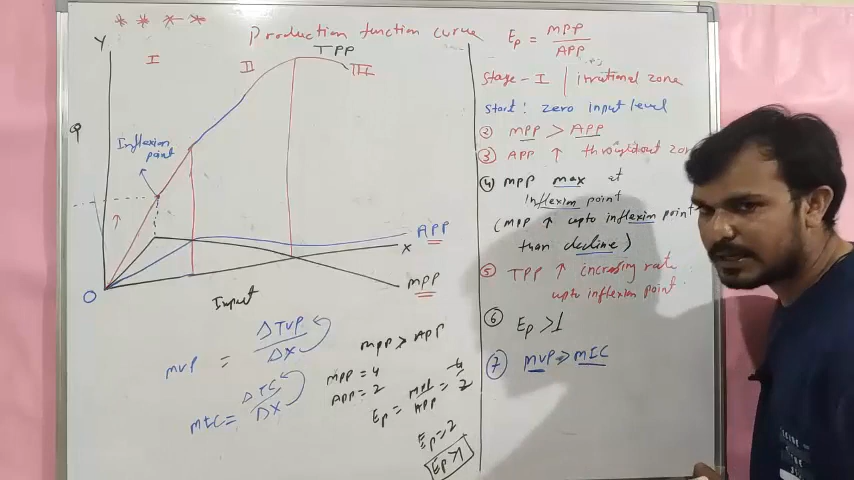 Production function curve
Y
TPP
I
II
III
Q
Inflexion
point
APP
X
MPP
O
Input
MVP = ΔTVP / ΔX
MIC = ΔTC / ΔX
MPP > APP
MPP = 4
APP = 2
Ep = MPP / APP = 4 / 2
Ep = 2
Ep >1
Ep = MPP / APP
Stage - I | irrational zone
Start: zero input level
② MPP > APP
③ APP ↑ throughout zon
④ MPP max at
inflexion point
(MPP ↑ upto inflexion point
than decline)
⑤ TPP ↑ increasing rate
upto inflexion point.
⑥ Ep >1
⑦ MVP > MIC